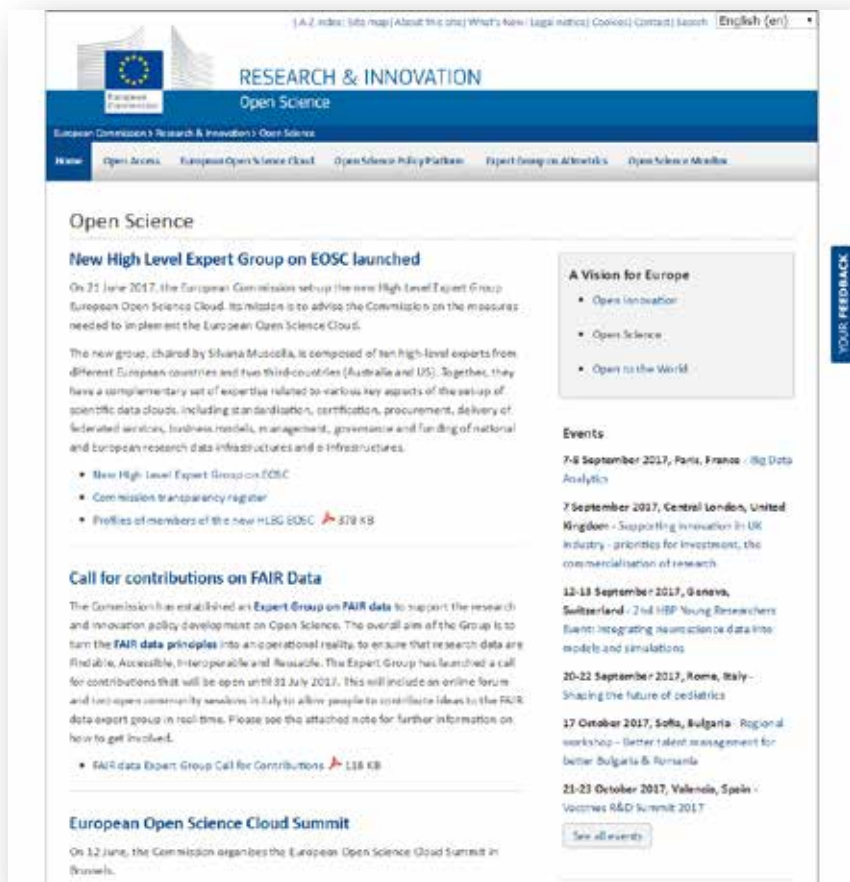 | A-Z index| Site map| About this site| What's New| Legal notice| Cookies| Contact| Search English (en)
European
Commission
RESEARCH & INNOVATION
Open Science
European Commission > Research & Innovation > Open Science
Home Open Access European Open Science Cloud Open Science Policy Platform Expert Group on Altmetrics Open Science Monitor
Open Science
New High Level Expert Group on EOSC launched
On 21 June 2017, the European Commission set-up the new High Level Expert Group
European Open Science Cloud. Its mission is to advise the Commission on the measures
needed to implement the European Open Science Cloud.
The new group, chaired by Silvana Muscella, is composed of ten high-level experts from
different European countries and two third-countries (Australia and US). Together, they
have a complementary set of expertise related to various key aspects of the set-up of
scientific data clouds, including standardisation, certification, procurement, delivery of
federated services, business models, management, governance and funding of national
and European research data infrastructures and e-Infrastructures.
New High Level Expert Group on EOSC
Commission transparency register
Profiles of members of the new HLEG EOSC 378 KB
Call for contributions on FAIR Data
The Commission has established an Expert Group on FAIR data to support the research
and innovation policy development on Open Science. The overall aim of the Group is to
turn the FAIR data principles into an operational reality, to ensure that research data are
Findable, Accessible, Interoperable and Reusable. The Expert Group has launched a call
for contributions that will be open until 31 July 2017. This will include an online forum
and two open community sessions in July to allow people to contribute ideas to the FAIR
data expert group in real-time. Please see the attached note for further information on
how to get involved.
FAIR data Expert Group Call for Contributions 118 KB
European Open Science Cloud Summit
On 12 June, the Commission organises the European Open Science Cloud Summit in
Brussels.
A Vision for Europe
Open Innovation
Open Science
Open to the World
Events
7-8 September 2017, Paris, France - Big Data
Analytics
7 September 2017, Central London, United
Kingdom - Supporting innovation in UK
industry - priorities for investment, the
commercialisation of research
12-13 September 2017, Geneva,
Switzerland - 2nd HBP Young Researchers
Event: Integrating neuroscience data into
models and simulations
20-22 September 2017, Rome, Italy -
Shaping the future of pediatrics
17 October 2017, Sofia, Bulgaria - Regional
workshop - Better talent management for
better Bulgaria & Romania
21-23 October 2017, Valencia, Spain -
Vaccines R&D Summit 2017
See all events
YOUR FEEDBACK